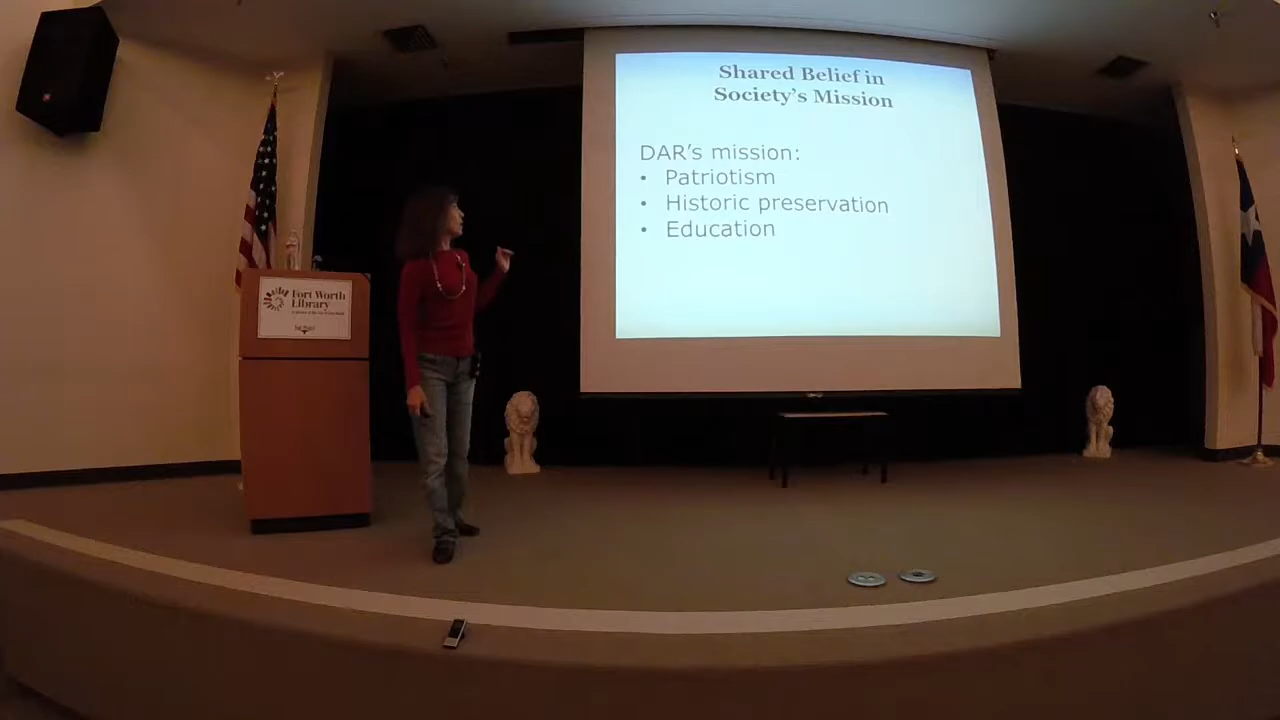 Shared Belief in
Society's Mission
DAR's mission:
• Patriotism
• Historic preservation
• Education
Fort Worth
Library